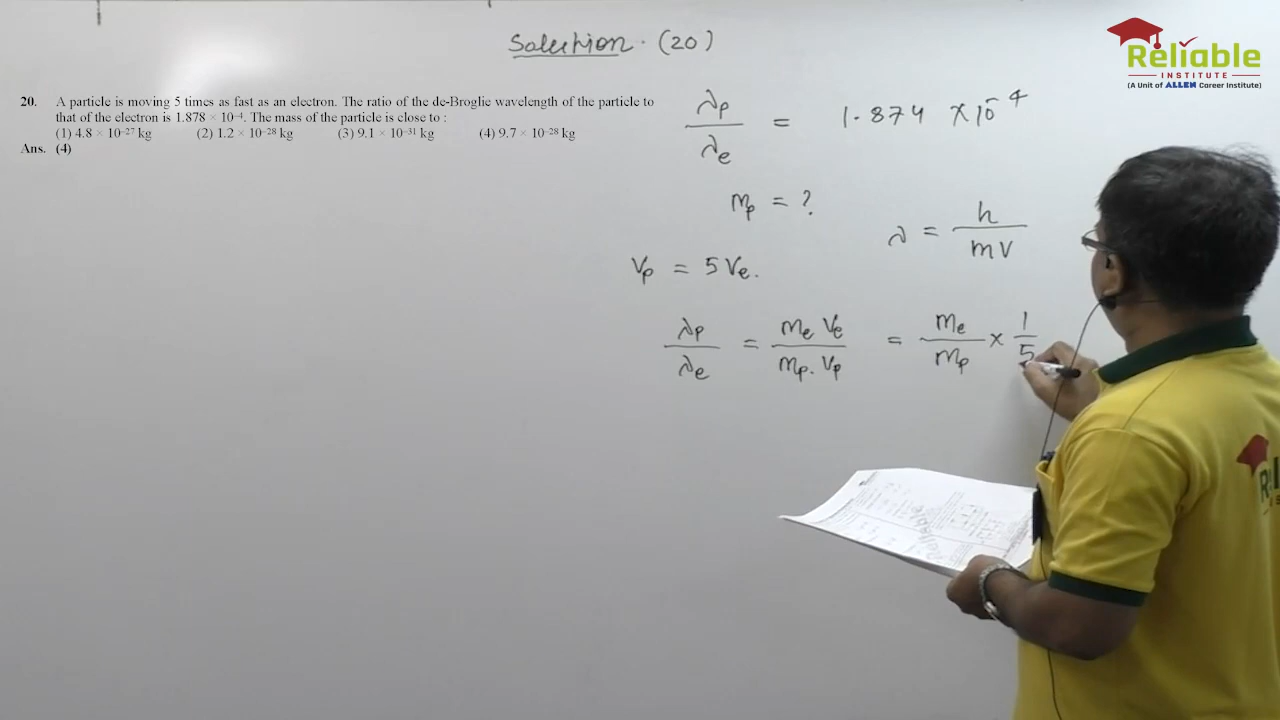 Solution. (20)
20. A particle is moving 5 times as fast as an electron. The ratio of the de-Broglie wavelength of the particle to
that of the electron is 1.878 × 10⁻⁴. The mass of the particle is close to :
(1) 4.8 × 10⁻²⁷ kg (2) 1.2 × 10⁻²⁸ kg (3) 9.1 × 10⁻³¹ kg (4) 9.7 × 10⁻²⁸ kg
Ans. (4)
λp / λe = 1.874 × 10⁻⁴
mp = ?
λ = h / mv
Vp = 5 Ve.
λp / λe = me Ve / mp. Vp = me / mp × 1 / 5
Reliable
INSTITUTE
(A Unit of ALLEN Career Institute)